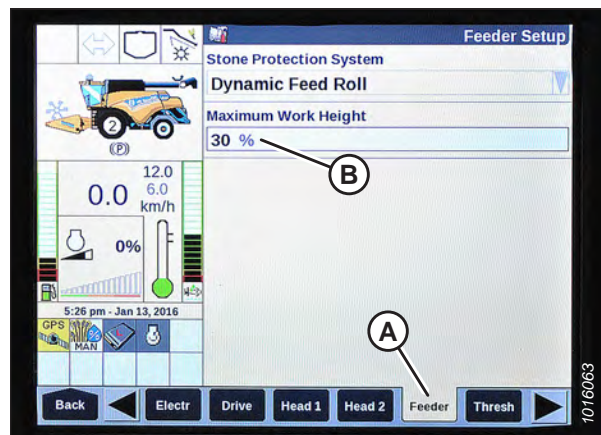 Feeder Setup
Stone Protection System
Dynamic Feed Roll
Maximum Work Height
30 %
B
2
(P)
12.0
0.0 6.0
km/h
0%
5:26 pm - Jan 13, 2016
GPS
MAN
A
Back Electr Drive Head 1 Head 2 Feeder Thresh
1016063